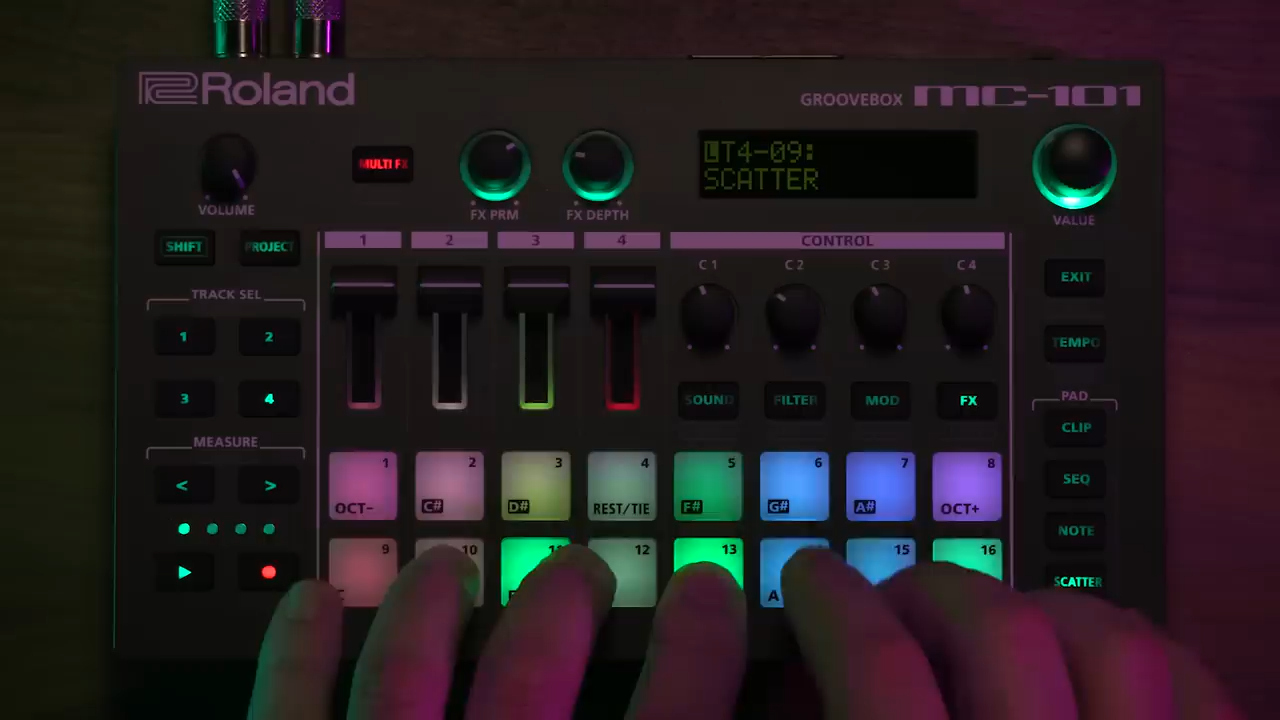 Roland
GROOVEBOX MC-101
MULTI FX
LT4-09:
SCATTER
VOLUME
FX PRM
FX DEPTH
VALUE
SHIFT
PROJECT
1
2
3
4
CONTROL
C 1
C 2
C 3
C 4
EXIT
TRACK SEL
1
2
TEMPO
3
4
SOUND
FILTER
MOD
FX
PAD
CLIP
MEASURE
<
>
1
OCT-
2
C#
3
D#
4
REST/TIE
5
F#
6
G#
7
A#
8
OCT+
SEQ
NOTE
9
10
11
12
13
A
15
16
SCATTER